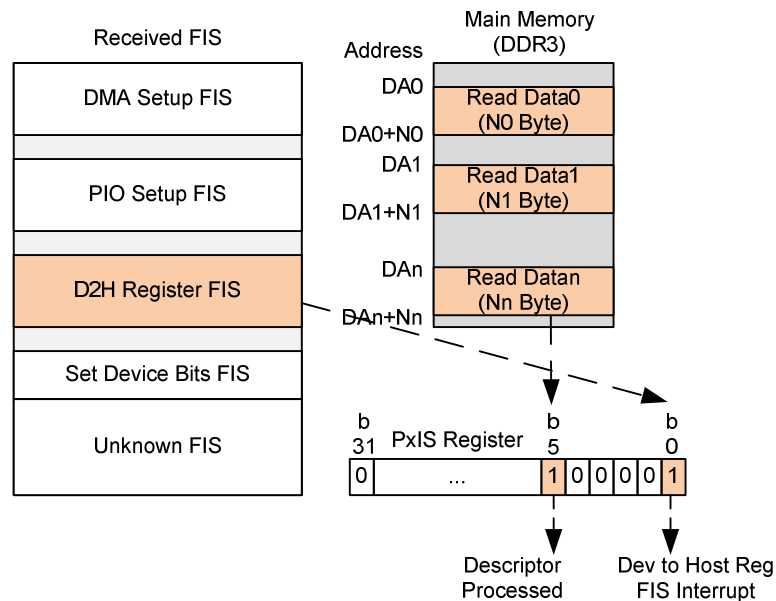 Received FIS
DMA Setup FIS
PIO Setup FIS
D2H Register FIS
Set Device Bits FIS
Unknown FIS
Main Memory
(DDR3)
Address
DA0
Read Data0
(N0 Byte)
DA0+N0
DA1
Read Data1
(N1 Byte)
DA1+N1
DAn
Read Datan
(Nn Byte)
DAn+Nn
b
31
PxIS Register
b
5
b
0
0 ... 1 0 0 0 0 1
Descriptor
Processed
Dev to Host Reg
FIS Interrupt